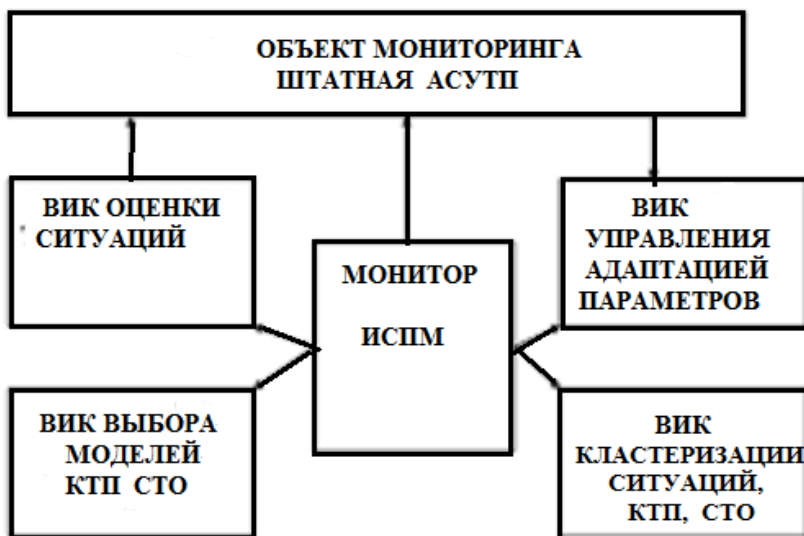 ОБЪЕКТ МОНИТОРИНГА
ШТАТНАЯ АСУТП
ВИК ОЦЕНКИ
СИТУАЦИЙ
МОНИТОР
ИСПМ
ВИК
УПРАВЛЕНИЯ
АДАПТАЦИЕЙ
ПАРАМЕТРОВ
ВИК ВЫБОРА
МОДЕЛЕЙ
КТП СТО
ВИК
КЛАСТЕРИЗАЦИИ
СИТУАЦИЙ,
КТП, СТО